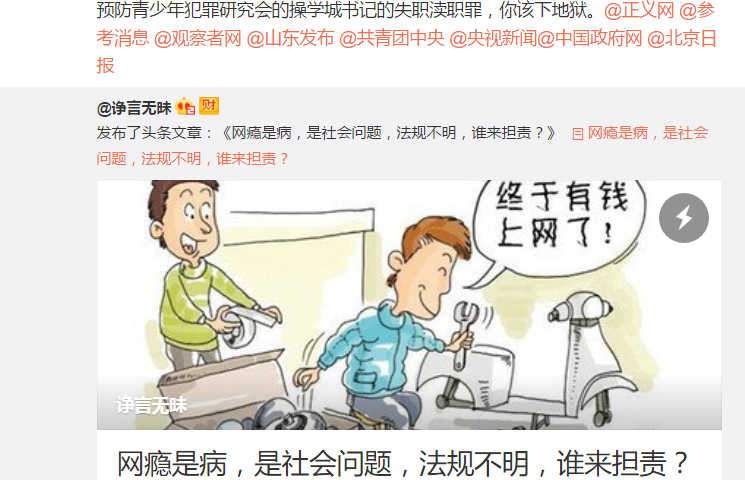 预防青少年犯罪研究会的操学城书记的失职渎职罪，你该下地狱。@正义网 @参
考消息 @观察者网 @山东发布 @共青团中央 @央视新闻@中国政府网 @北京日
报
@诤言无昧 财
发布了头条文章：《网瘾是病，是社会问题，法规不明，谁来担责？》 网瘾是病，是社会
问题，法规不明，谁来担责？
终于有钱
上网了！
诤言无昧
网瘾是病，是社会问题，法规不明，谁来担责？